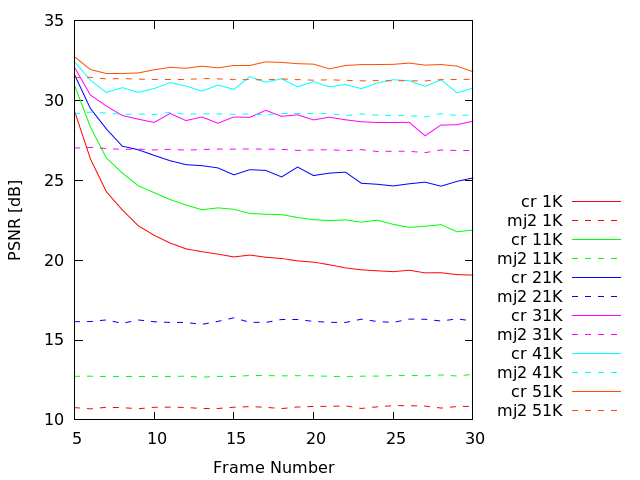 35
30
25
20
15
10
PSNR [dB]
5
10
15
20
25
30
Frame Number
cr 1K
mj2 1K
cr 11K
mj2 11K
cr 21K
mj2 21K
cr 31K
mj2 31K
cr 41K
mj2 41K
cr 51K
mj2 51K